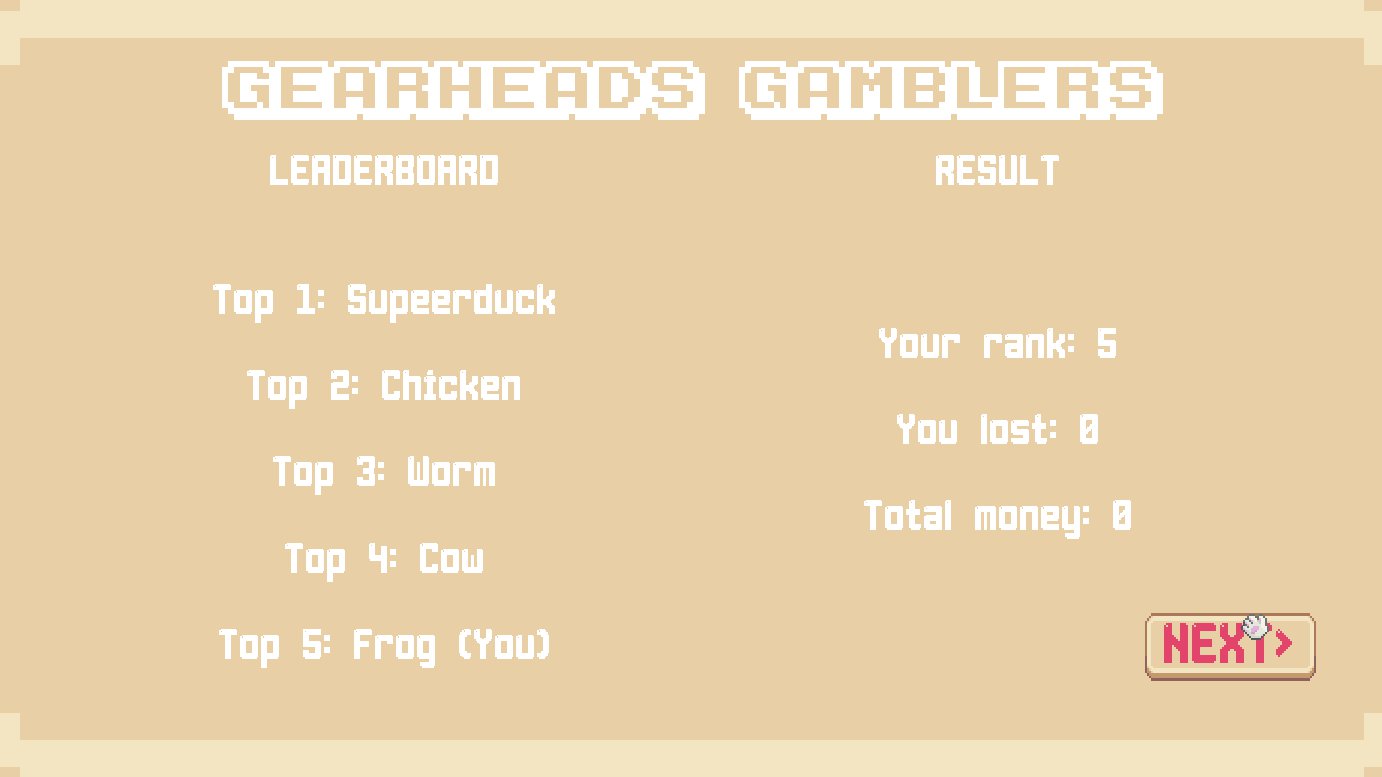 GEARHEADS GAMBLERS
LEADERBOARD
Top 1: Supeerduck
Top 2: Chicken
Top 3: Worm
Top 4: Cow
Top 5: Frog (You)
RESULT
Your rank: 5
You lost: 0
Total money: 0
NEXT>